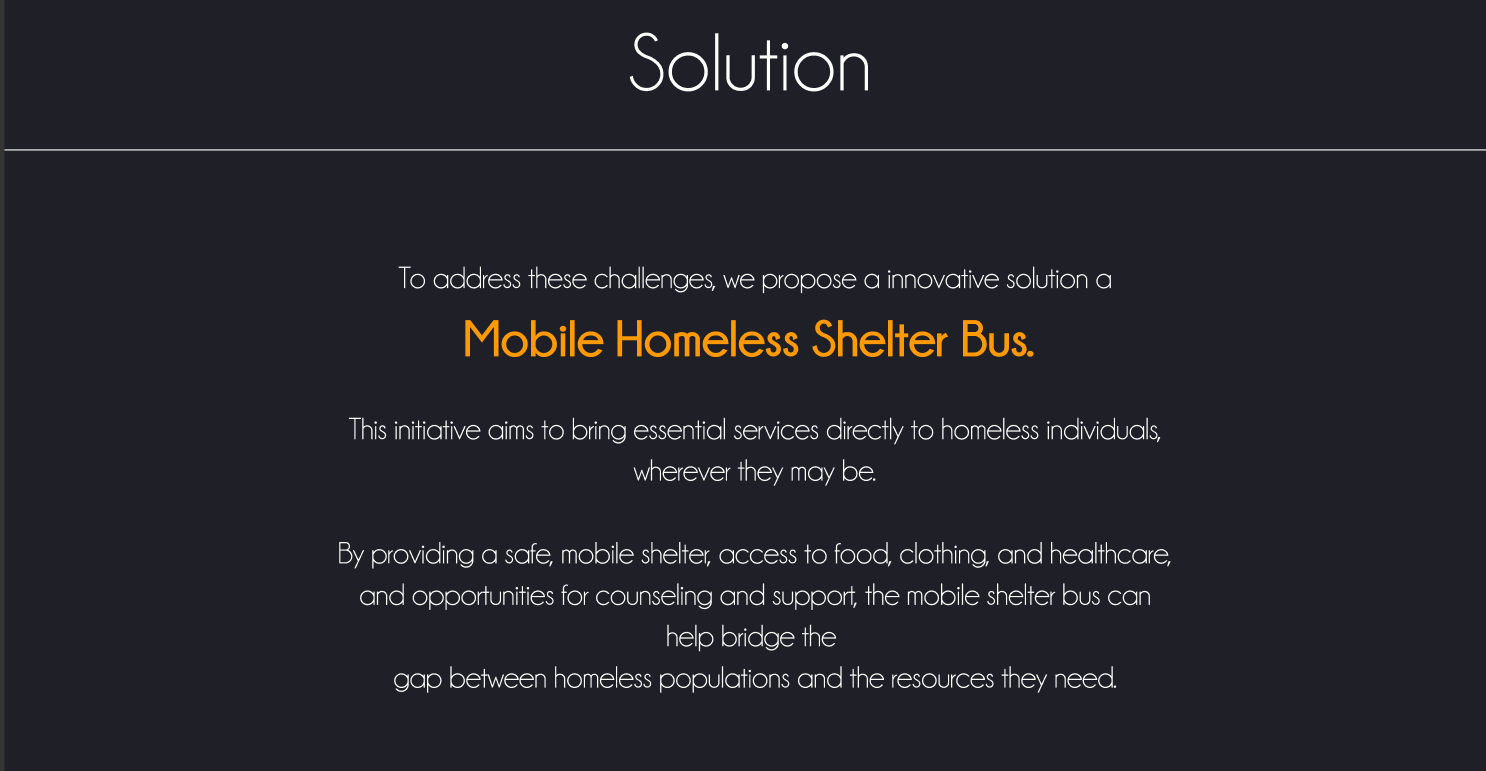 Solution
To address these challenges, we propose a innovative solution a
Mobile Homeless Shelter Bus.
This initiative aims to bring essential services directly to homeless individuals,
wherever they may be.
By providing a safe, mobile shelter, access to food, clothing, and healthcare,
and opportunities for counseling and support, the mobile shelter bus can
help bridge the
gap between homeless populations and the resources they need.